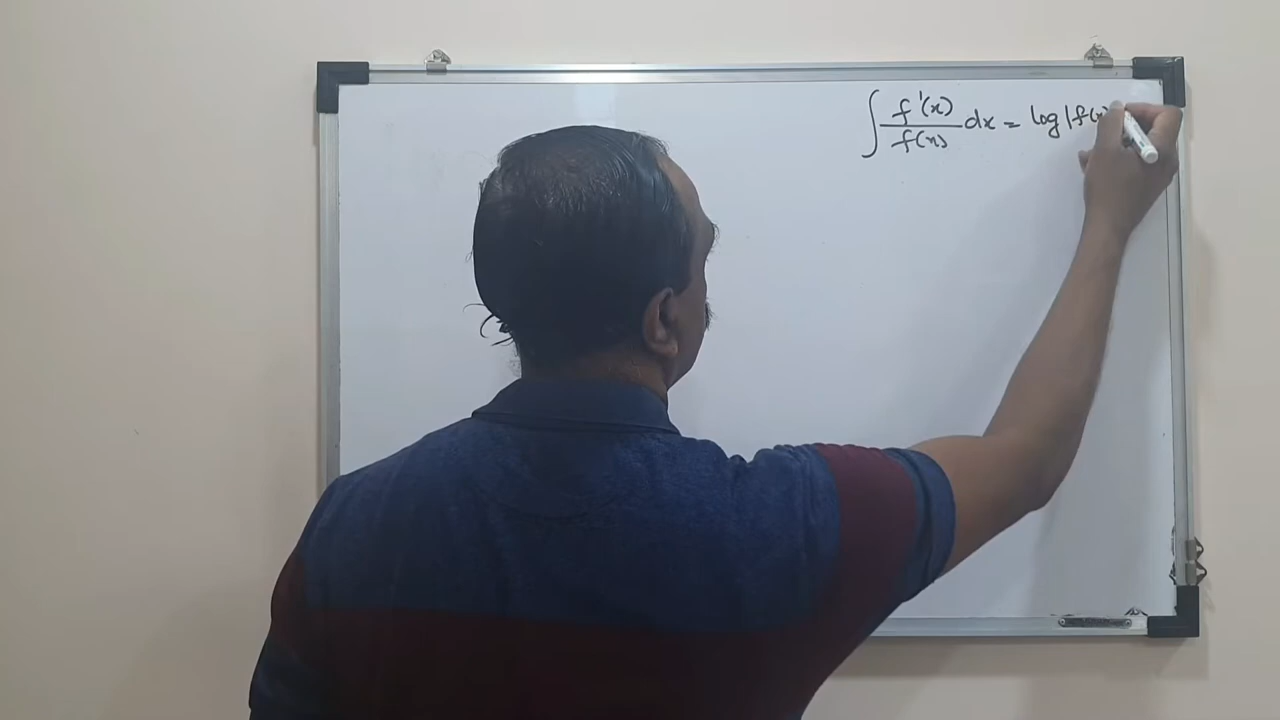 ∫ f'(x)/f(x) dx = log|f(x)